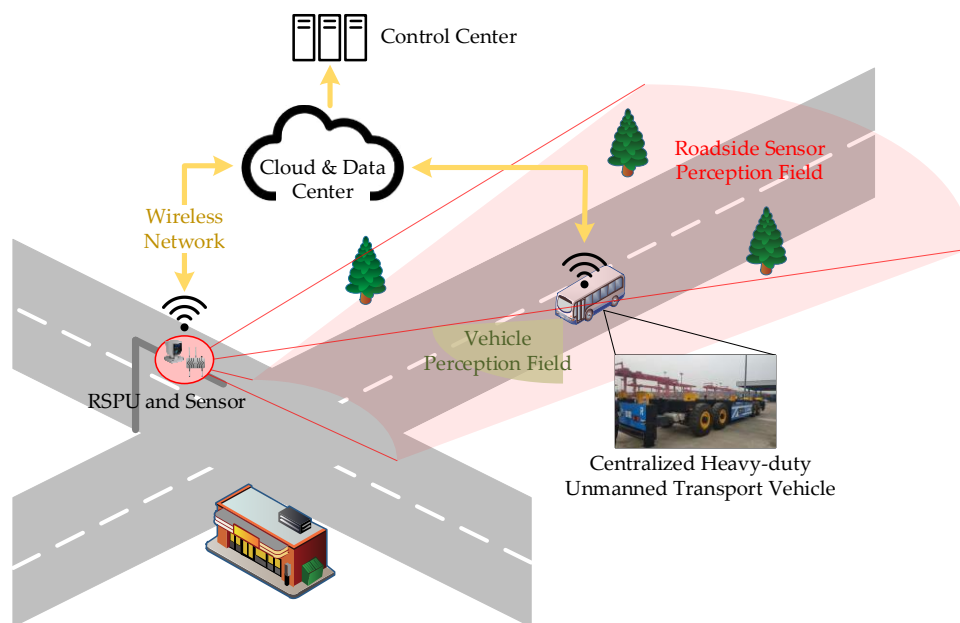 Control Center
Cloud & Data
Center
Roadside Sensor
Perception Field
Wireless
Network
Vehicle
Perception Field
RSPU and Sensor
Centralized Heavy-duty
Unmanned Transport Vehicle